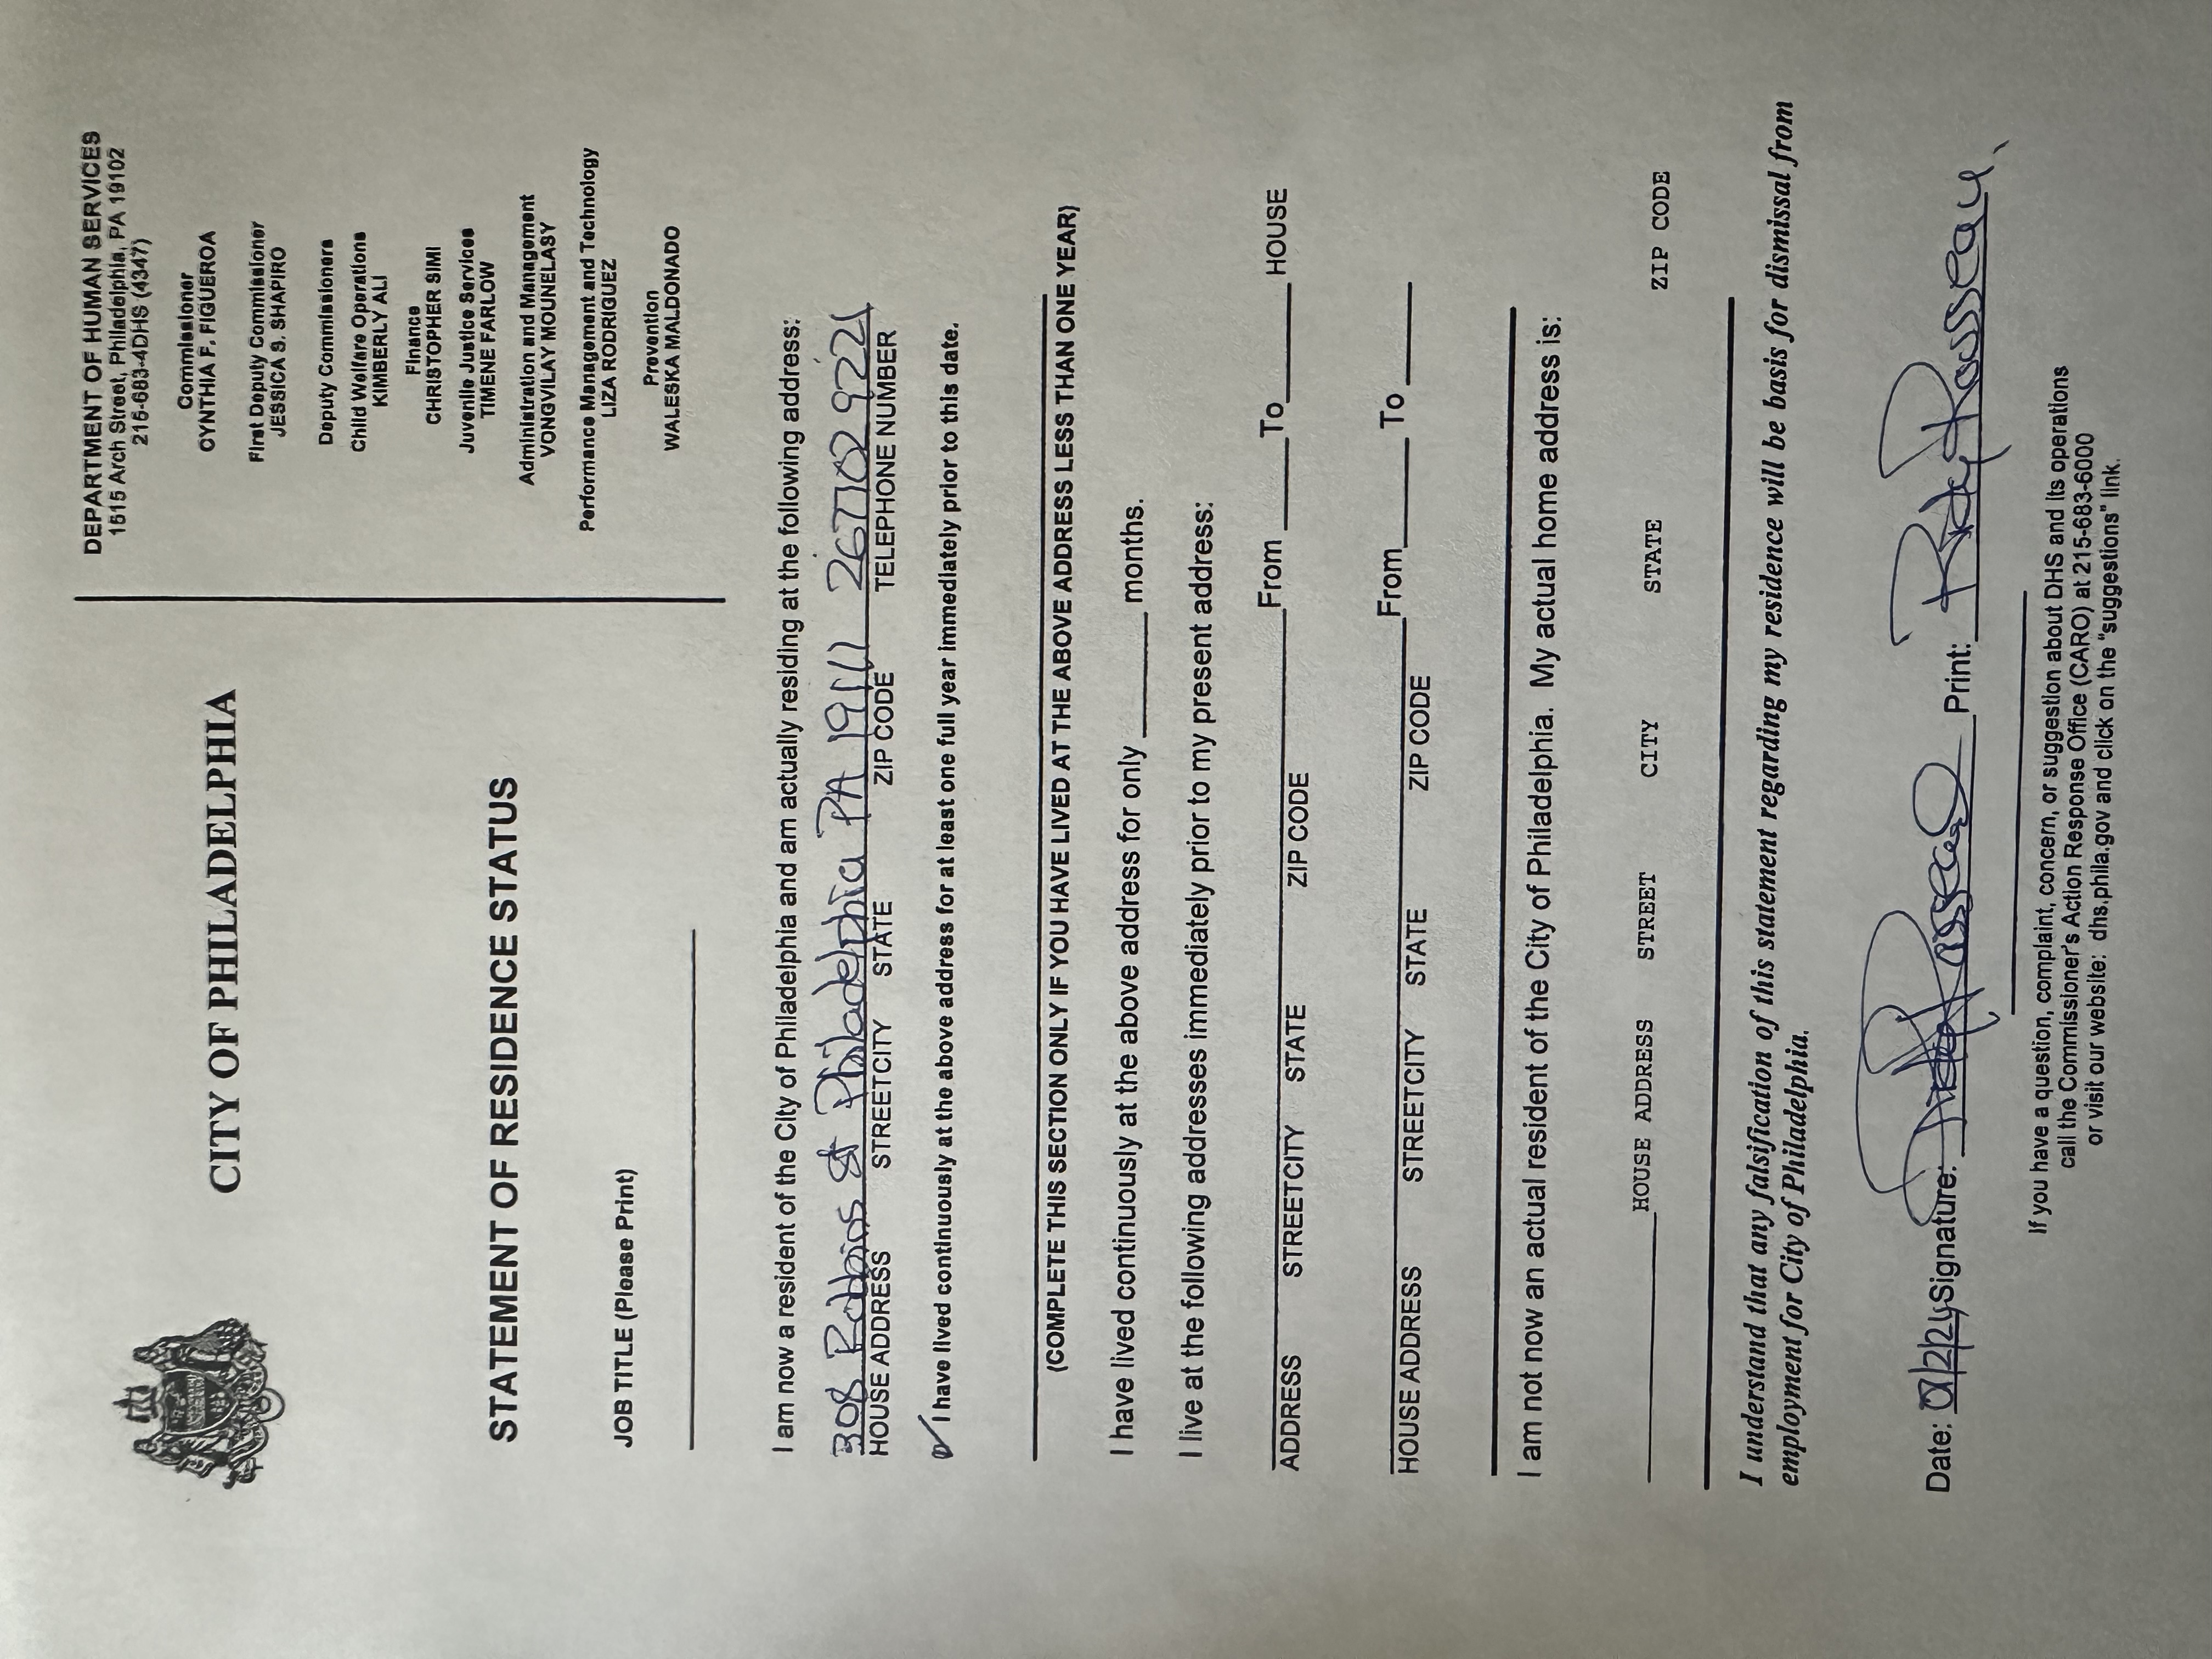 DEPARTMENT OF HUMAN SERVICES
1515 Arch Street, Philadelphia, PA 19102
215-683-4DHS (4347)
Commissioner
CYNTHIA F. FIGUEROA
CITY OF PHILADELPHIA
First Deputy Commissioner
JESSICA S. SHAPIRO
Deputy Commissioners
Child Welfare Operations
KIMBERLY ALI
Finance
CHRISTOPHER SIMI
Juvenile Justice Services
TIMENE FARLOW
Administration and Management
VONGVILAY MOUNELASY
Performance Management and Technology
LIZA RODRIGUEZ
Prevention
WALESKA MALDONADO
STATEMENT OF RESIDENCE STATUS
JOB TITLE (Please Print)
I am now a resident of the City of Philadelphia and am actually residing at the following address:
308 Robbins St Philadelphia PA 19111 2677029221
HOUSE ADDRESS STREETCITY STATE ZIP CODE TELEPHONE NUMBER
I have lived continuously at the above address for at least one full year immediately prior to this date.
(COMPLETE THIS SECTION ONLY IF YOU HAVE LIVED AT THE ABOVE ADDRESS LESS THAN ONE YEAR)
I have lived continuously at the above address for only ______ months.
I live at the following addresses immediately prior to my present address:
From ______ To ______ HOUSE
ADDRESS STREETCITY STATE ZIP CODE
From ______ To ______
HOUSE ADDRESS STREETCITY STATE ZIP CODE
I am not now an actual resident of the City of Philadelphia. My actual home address is:
HOUSE ADDRESS STREET CITY STATE ZIP CODE
I understand that any falsification of this statement regarding my residence will be basis for dismissal from
employment for City of Philadelphia.
Date: 07/2/24 Signature: Rousseau Print: Rousseau
If you have a question, complaint, concern, or suggestion about DHS and its operations
call the Commissioner's Action Response Office (CARO) at 215-683-6000
or visit our website: dhs.phila.gov and click on the "suggestions" link.